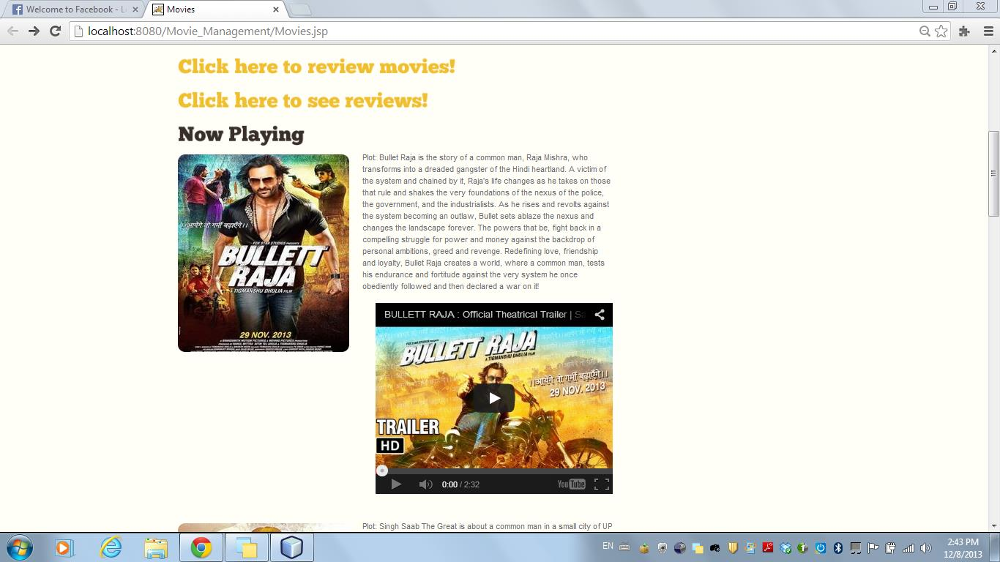 Welcome to Facebook - L
Movies
localhost:8080/Movie_Management/Movies.jsp
Click here to review movies!
Click here to see reviews!
Now Playing
।।आयेंगे तो गर्मी बढ़ाएँगे।।
FOX STAR STUDIOS PRESENTS
BULLETT
RAJA
A TIGMANSHU DHULIA FILM
29 NOV. 2013
Plot: Bullet Raja is the story of a common man, Raja Mishra, who
transforms into a dreaded gangster of the Hindi heartland. A victim of
the system and chained by it, Raja's life changes as he takes on those
that rule and shakes the very foundations of the nexus of the police,
the government, and the industrialists. As he rises and revolts against
the system becoming an outlaw, Bullet sets ablaze the nexus and
changes the landscape forever. The powers that be, fight back in a
compelling struggle for power and money against the backdrop of
personal ambitions, greed and revenge. Redefining love, friendship
and loyalty, Bullet Raja creates a world, where a common man, tests
his endurance and fortitude against the very system he once
obediently followed and then declared a war on it!
BULLETT RAJA : Official Theatrical Trailer | Sa
FOX STAR STUDIOS PRESENTS
BULLETT RAJA
A TIGMANSHU DHULIA FILM
।।आयेंगे तो गर्मी बढ़ाएँगे।।
29 NOV. 2013
TRAILER
HD
0:00 / 2:32
YouTube
Plot: Singh Saab The Great is about a common man in a small city of UP
EN
2:43 PM
12/8/2013